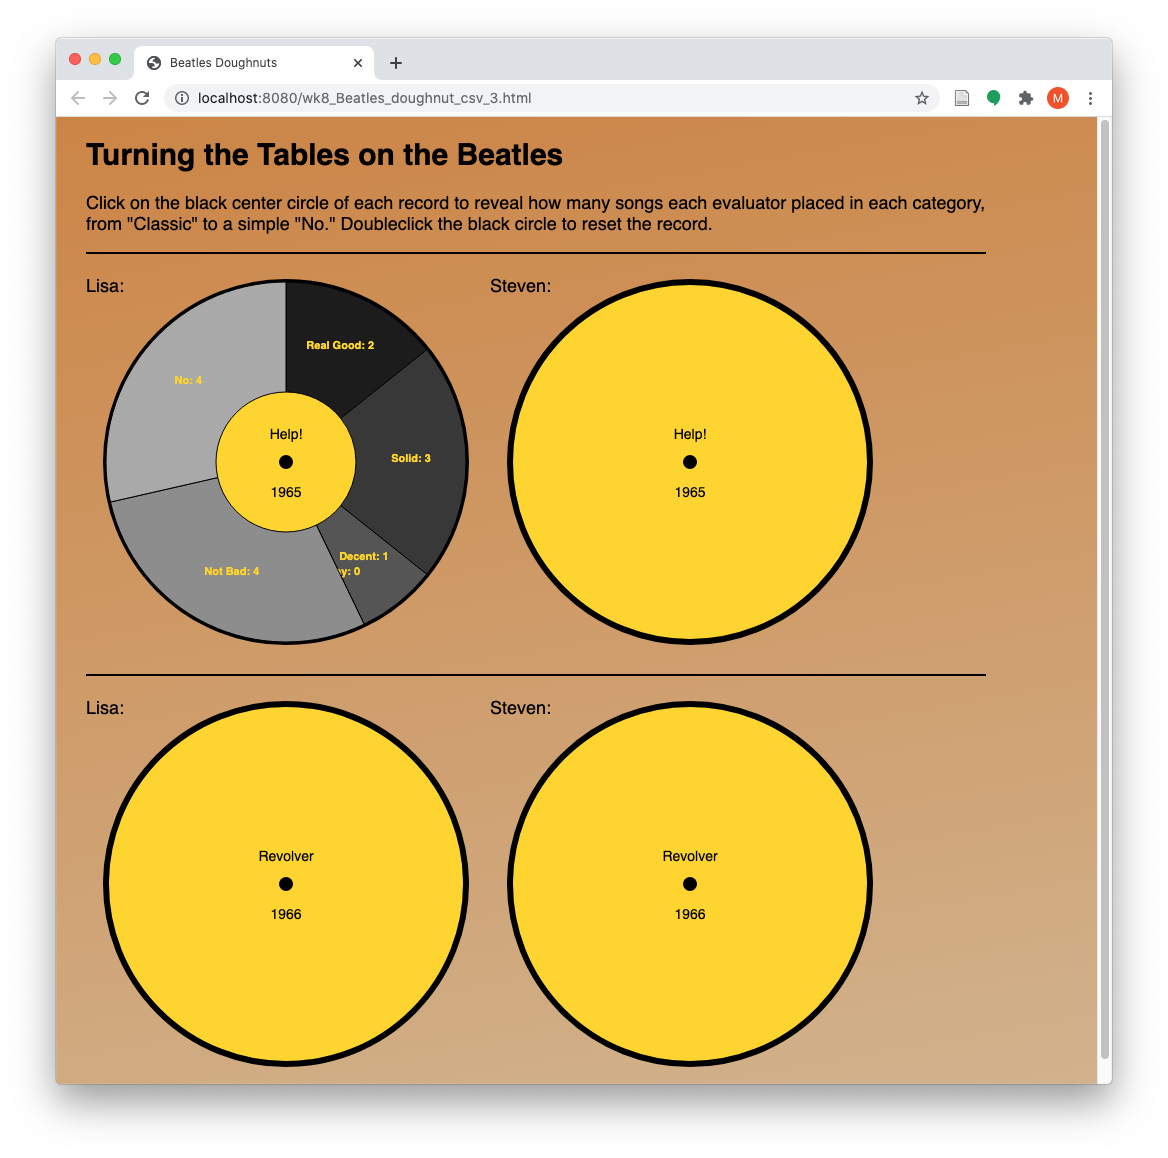 Beatles Doughnuts
localhost:8080/wk8_Beatles_doughnut_csv_3.html
M
Turning the Tables on the Beatles
Click on the black center circle of each record to reveal how many songs each evaluator placed in each category,
from "Classic" to a simple "No." Doubleclick the black circle to reset the record.
Lisa:
Real Good: 2
No: 4
Solid: 3
Help!
1965
Decent: 1
y: 0
Not Bad: 4
Steven:
Help!
1965
Lisa:
Revolver
1966
Steven:
Revolver
1966